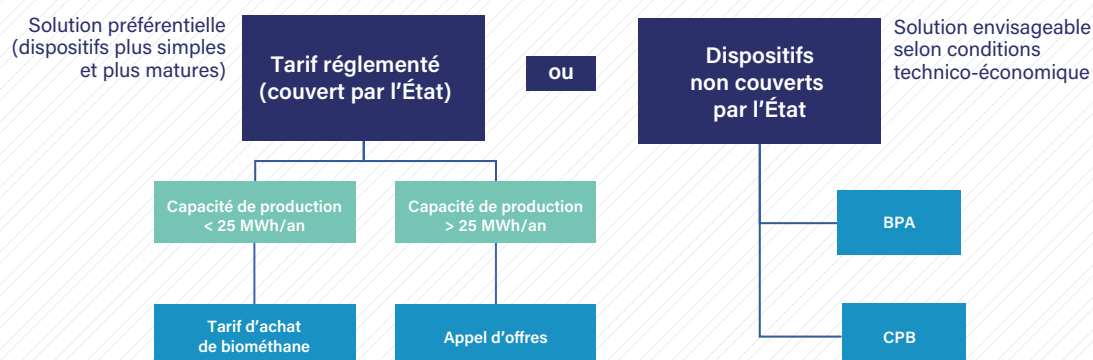 Solution préférentielle
(dispositifs plus simples
et plus matures)
Tarif réglementé
(couvert par l'État)
ou
Dispositifs
non couverts
par l'État
Solution envisageable
selon conditions
technico-économique
Capacité de production
< 25 MWh/an
Capacité de production
> 25 MWh/an
BPA
Tarif d'achat
de biométhane
Appel d'offres
CPB